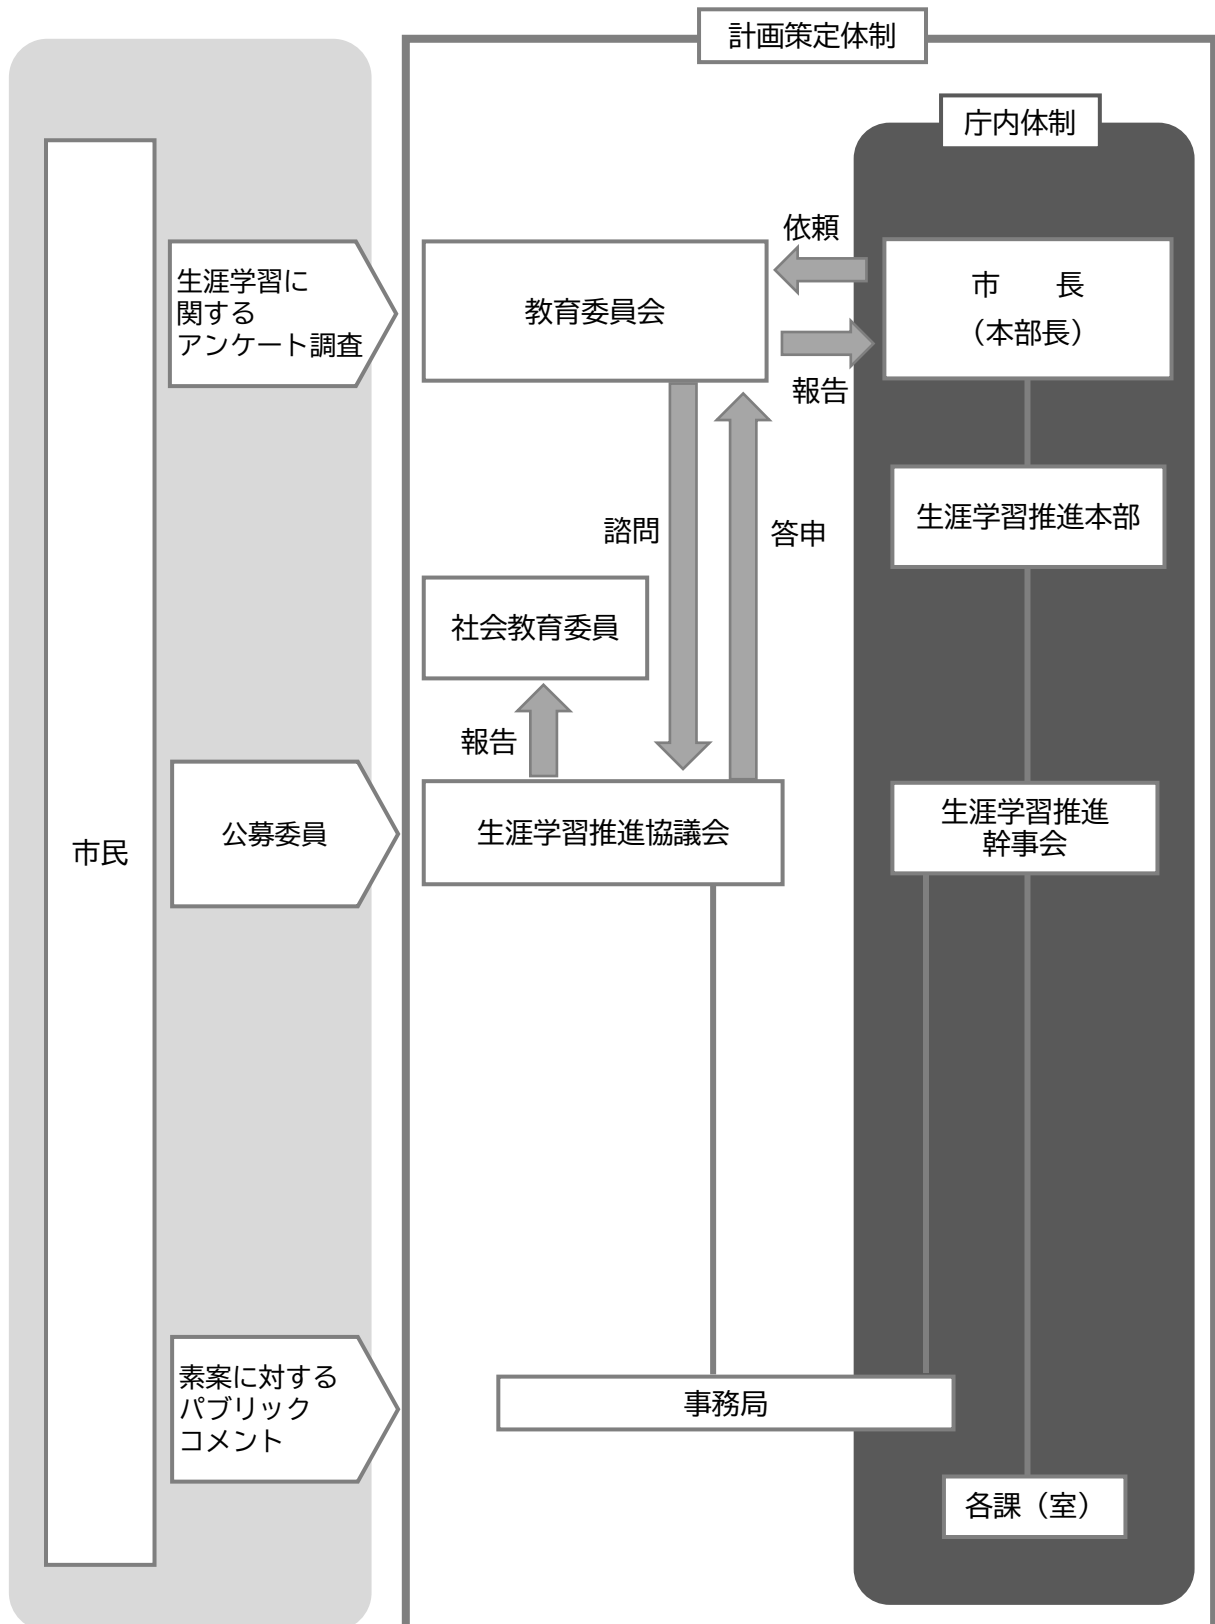 計画策定体制
庁内体制
市民
生涯学習に
関する
アンケート調査
教育委員会
依頼
報告
市　　長
（本部長）
諮問
答申
生涯学習推進本部
社会教育委員
報告
公募委員
生涯学習推進協議会
生涯学習推進
幹事会
素案に対する
パブリック
コメント
事務局
各課（室）